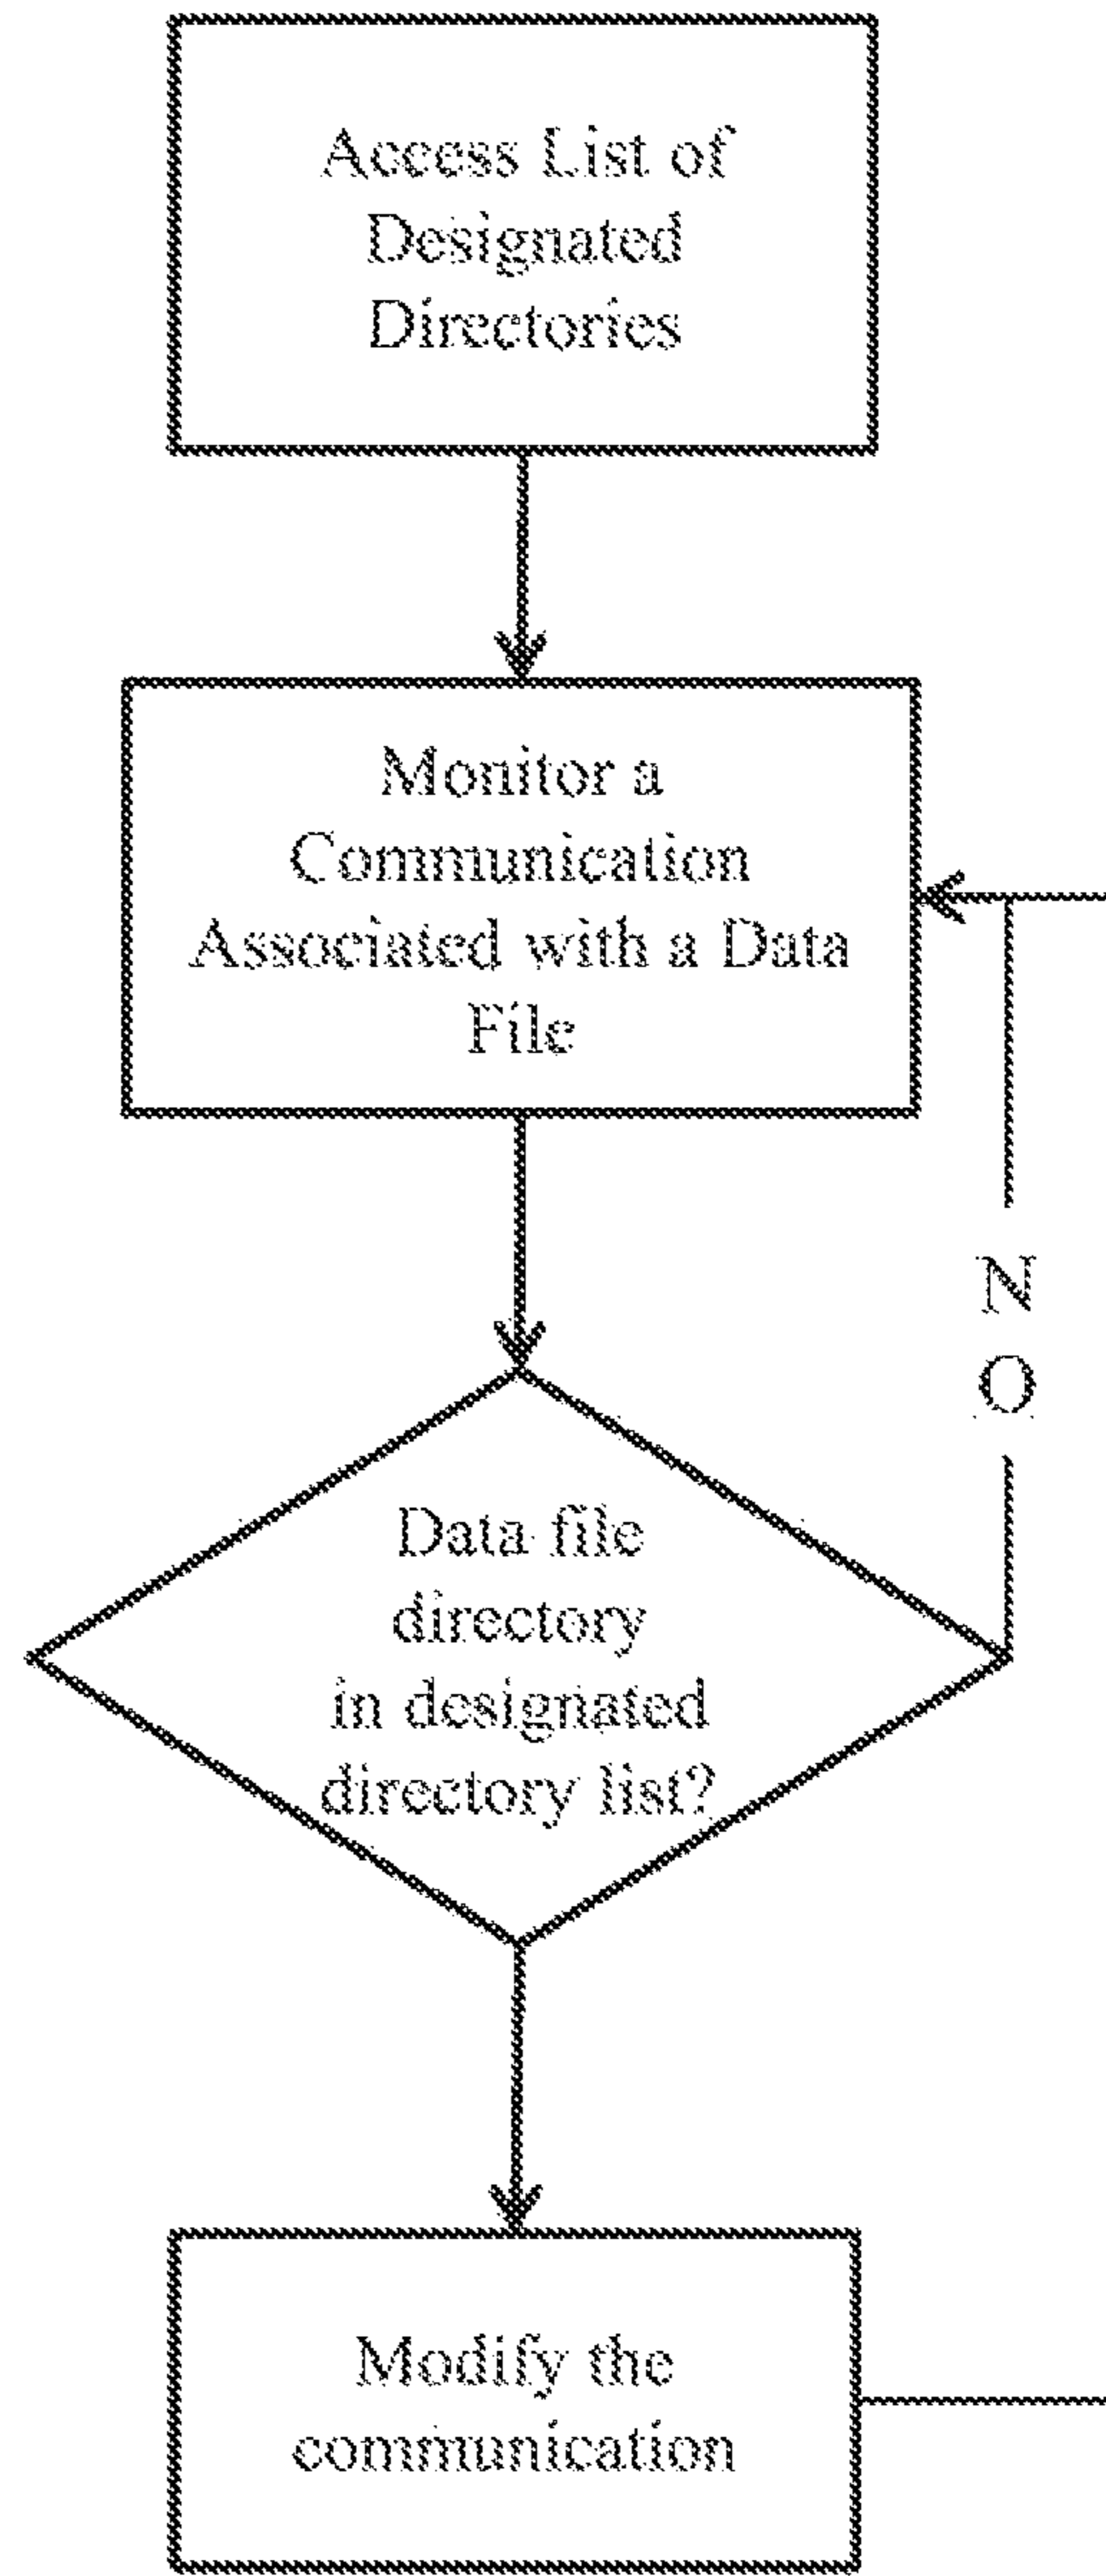 Access List of
Designated
Directories
Monitor a
Communication
Associated with a Data
File
N
O
Data file
directory
in designated
directory list?
Modify the
communication